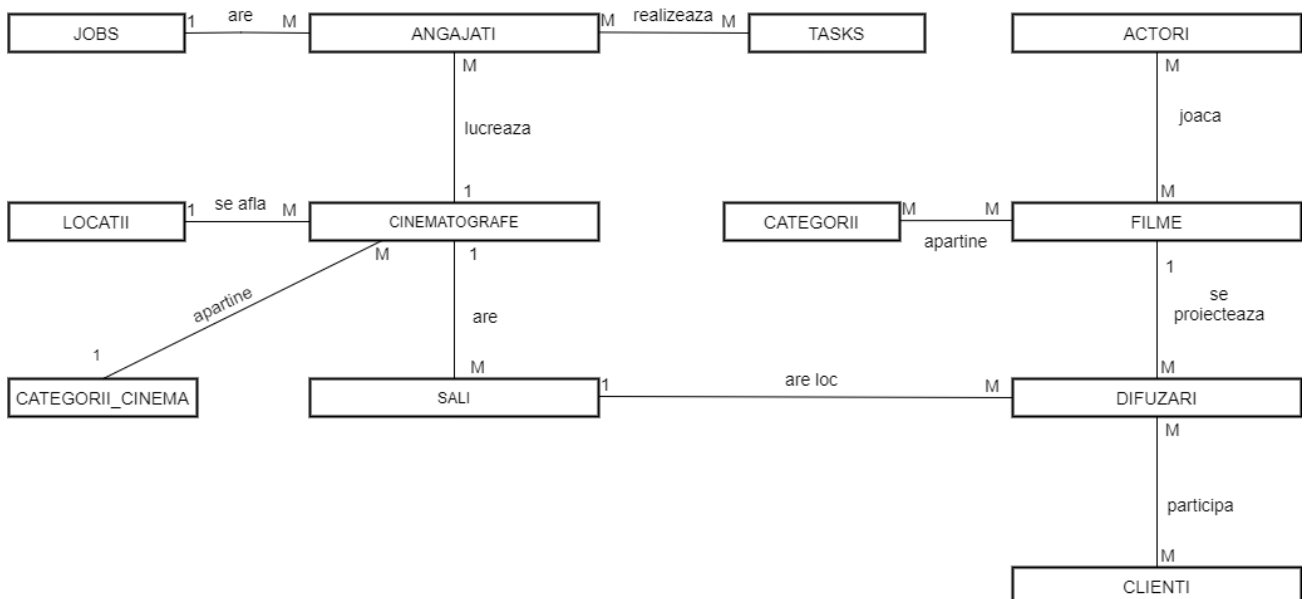 are
realizeaza
1
M
M
M
JOBS
ANGAJATI
TASKS
ACTORI
M
M
lucreaza
joaca
1
M
se afla
1
M
M
M
LOCATII
CINEMATOGRAFE
CATEGORII
FILME
apartine
M
1
1
apartine
are
se
proiecteaza
1
M
M
are loc
1
M
CATEGORII_CINEMA
SALI
DIFUZARI
M
participa
M
CLIENTI